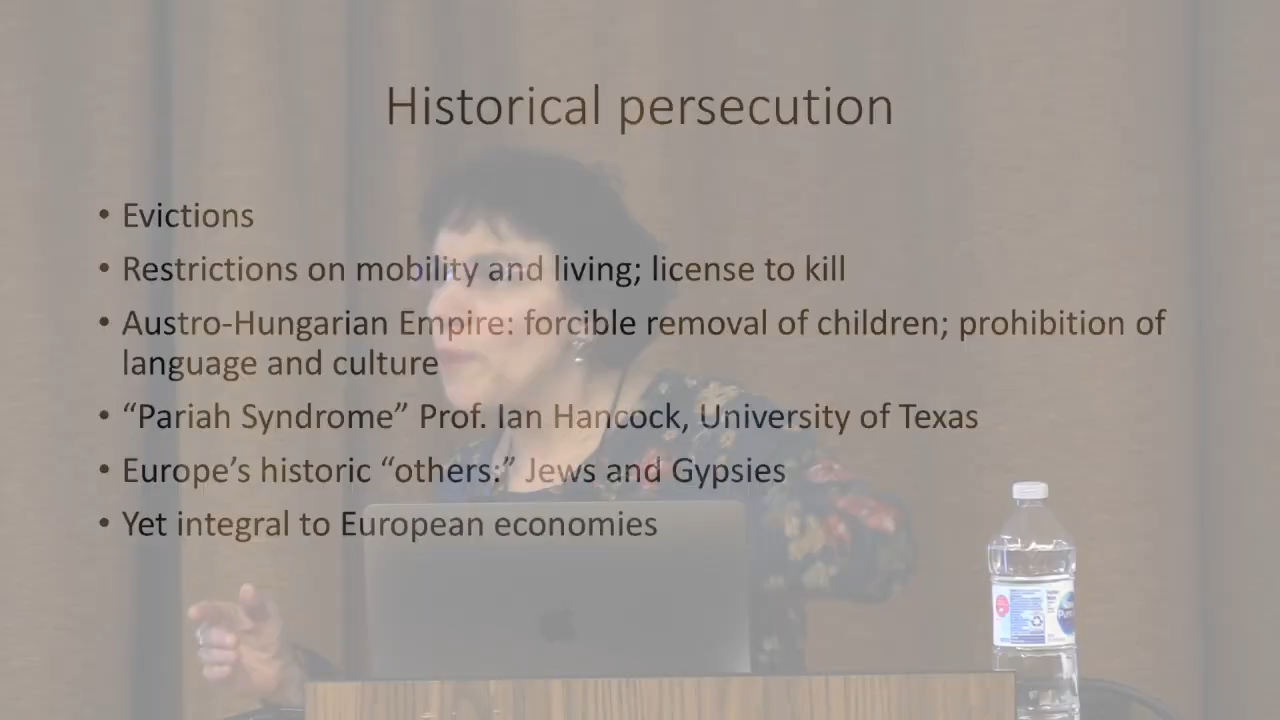 Historical persecution
• Evictions
• Restrictions on mobility and living; license to kill
• Austro-Hungarian Empire: forcible removal of children; prohibition of
language and culture
• “Pariah Syndrome” Prof. Ian Hancock, University of Texas
• Europe’s historic “others:” Jews and Gypsies
• Yet integral to European economies